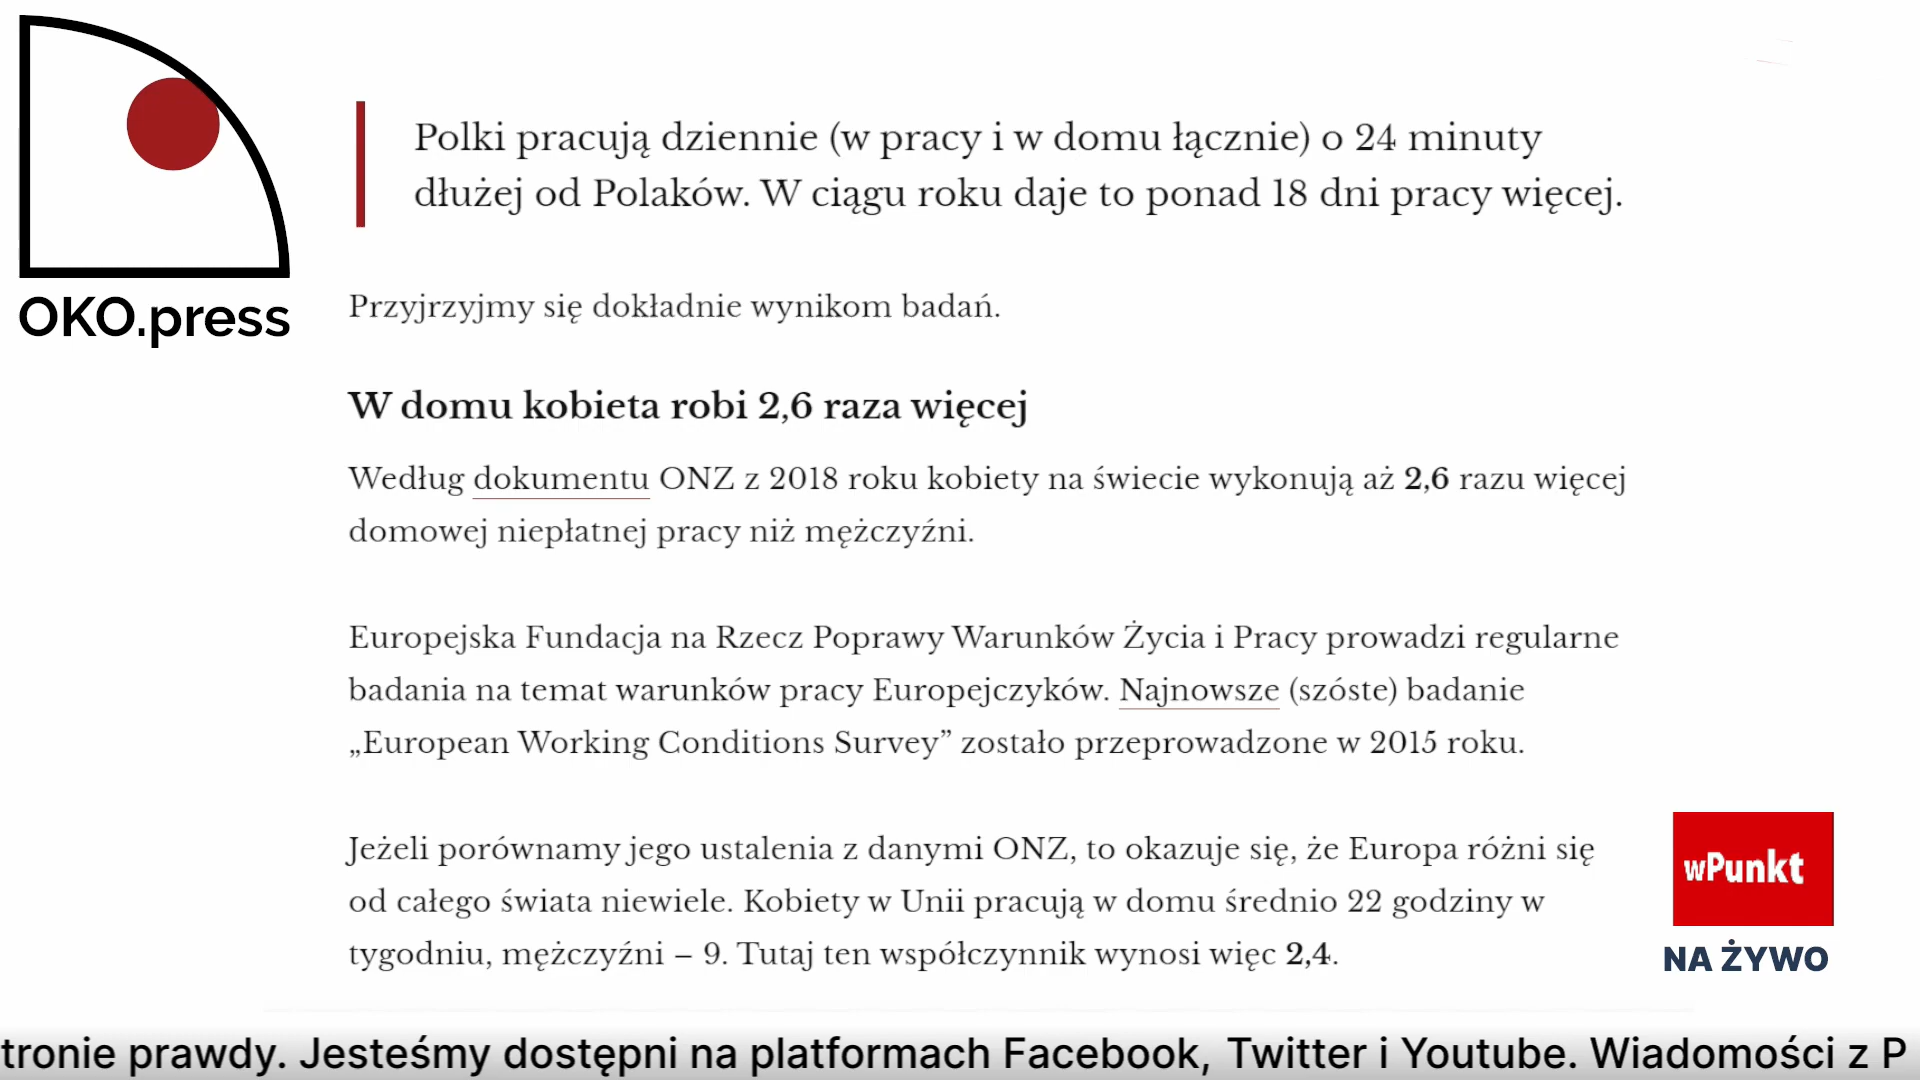 OKO.press
Polki pracują dziennie (w pracy i w domu łącznie) o 24 minuty
dłużej od Polaków. W ciągu roku daje to ponad 18 dni pracy więcej.
Przyjrzyjmy się dokładnie wynikom badań.
W domu kobieta robi 2,6 raza więcej
Według dokumentu ONZ z 2018 roku kobiety na świecie wykonują aż 2,6 razu więcej
domowej niepłatnej pracy niż mężczyźni.
Europejska Fundacja na Rzecz Poprawy Warunków Życia i Pracy prowadzi regularne
badania na temat warunków pracy Europejczyków. Najnowsze (szóste) badanie
„European Working Conditions Survey” zostało przeprowadzone w 2015 roku.
Jeżeli porównamy jego ustalenia z danymi ONZ, to okazuje się, że Europa różni się
od całego świata niewiele. Kobiety w Unii pracują w domu średnio 22 godziny w
tygodniu, mężczyźni – 9. Tutaj ten współczynnik wynosi więc 2,4.
wPunkt
NA ŻYWO
tronie prawdy. Jesteśmy dostępni na platformach Facebook, Twitter i Youtube. Wiadomości z P